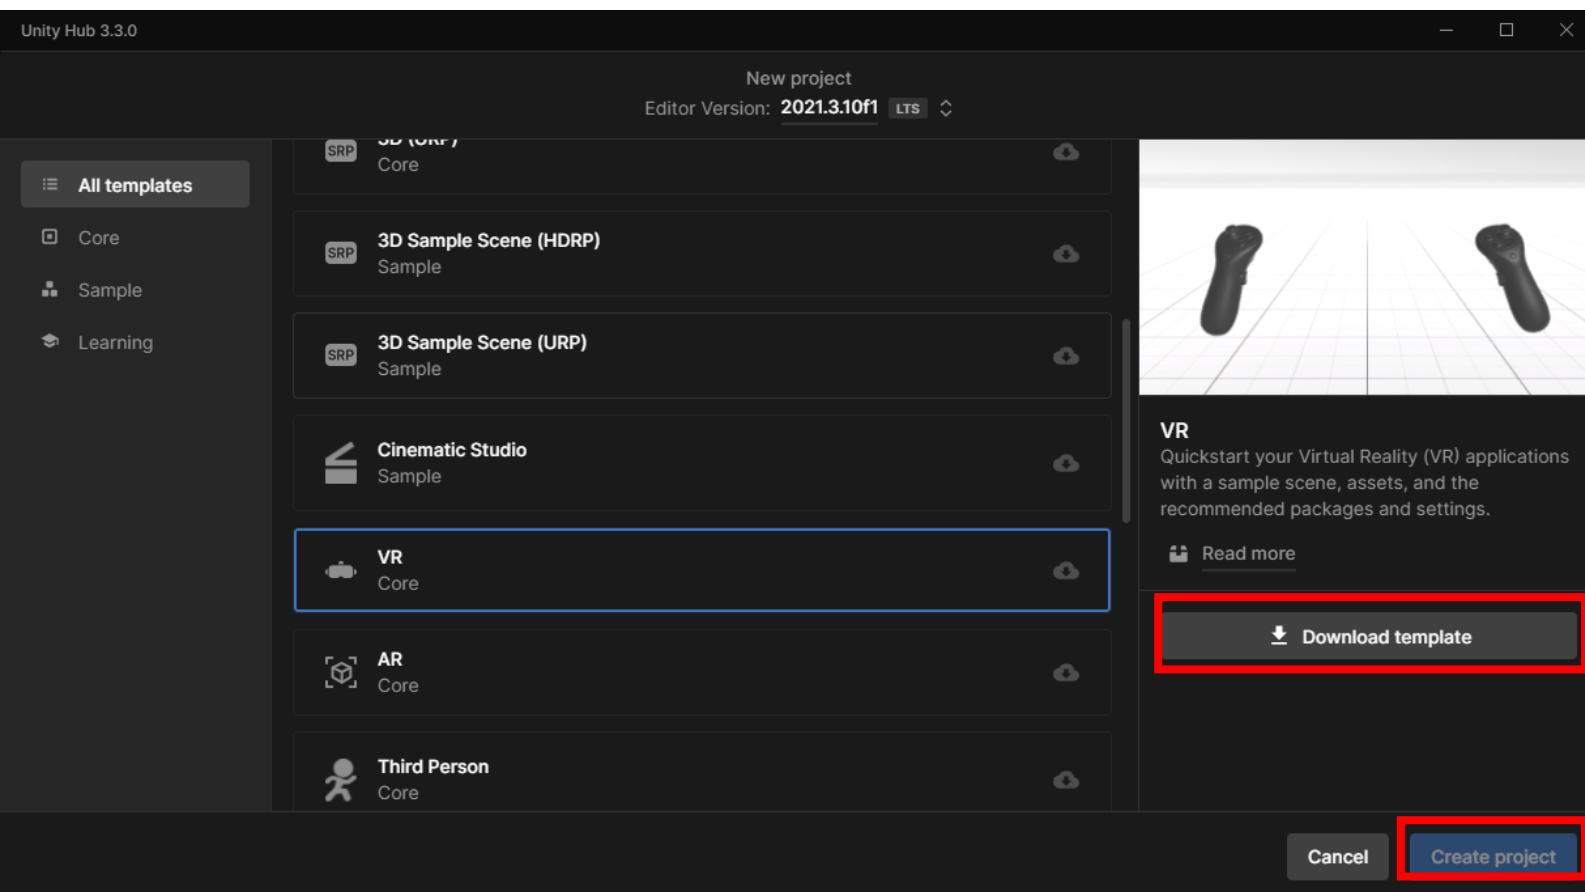 Unity Hub 3.3.0
New project
Editor Version: 2021.3.10f1 LTS
All templates
Core
Sample
Learning
SRP
3D (URP)
Core
SRP
3D Sample Scene (HDRP)
Sample
SRP
3D Sample Scene (URP)
Sample
Cinematic Studio
Sample
VR
Core
AR
Core
Third Person
Core
VR
Quickstart your Virtual Reality (VR) applications
with a sample scene, assets, and the
recommended packages and settings.
Read more
Download template
Cancel
Create project